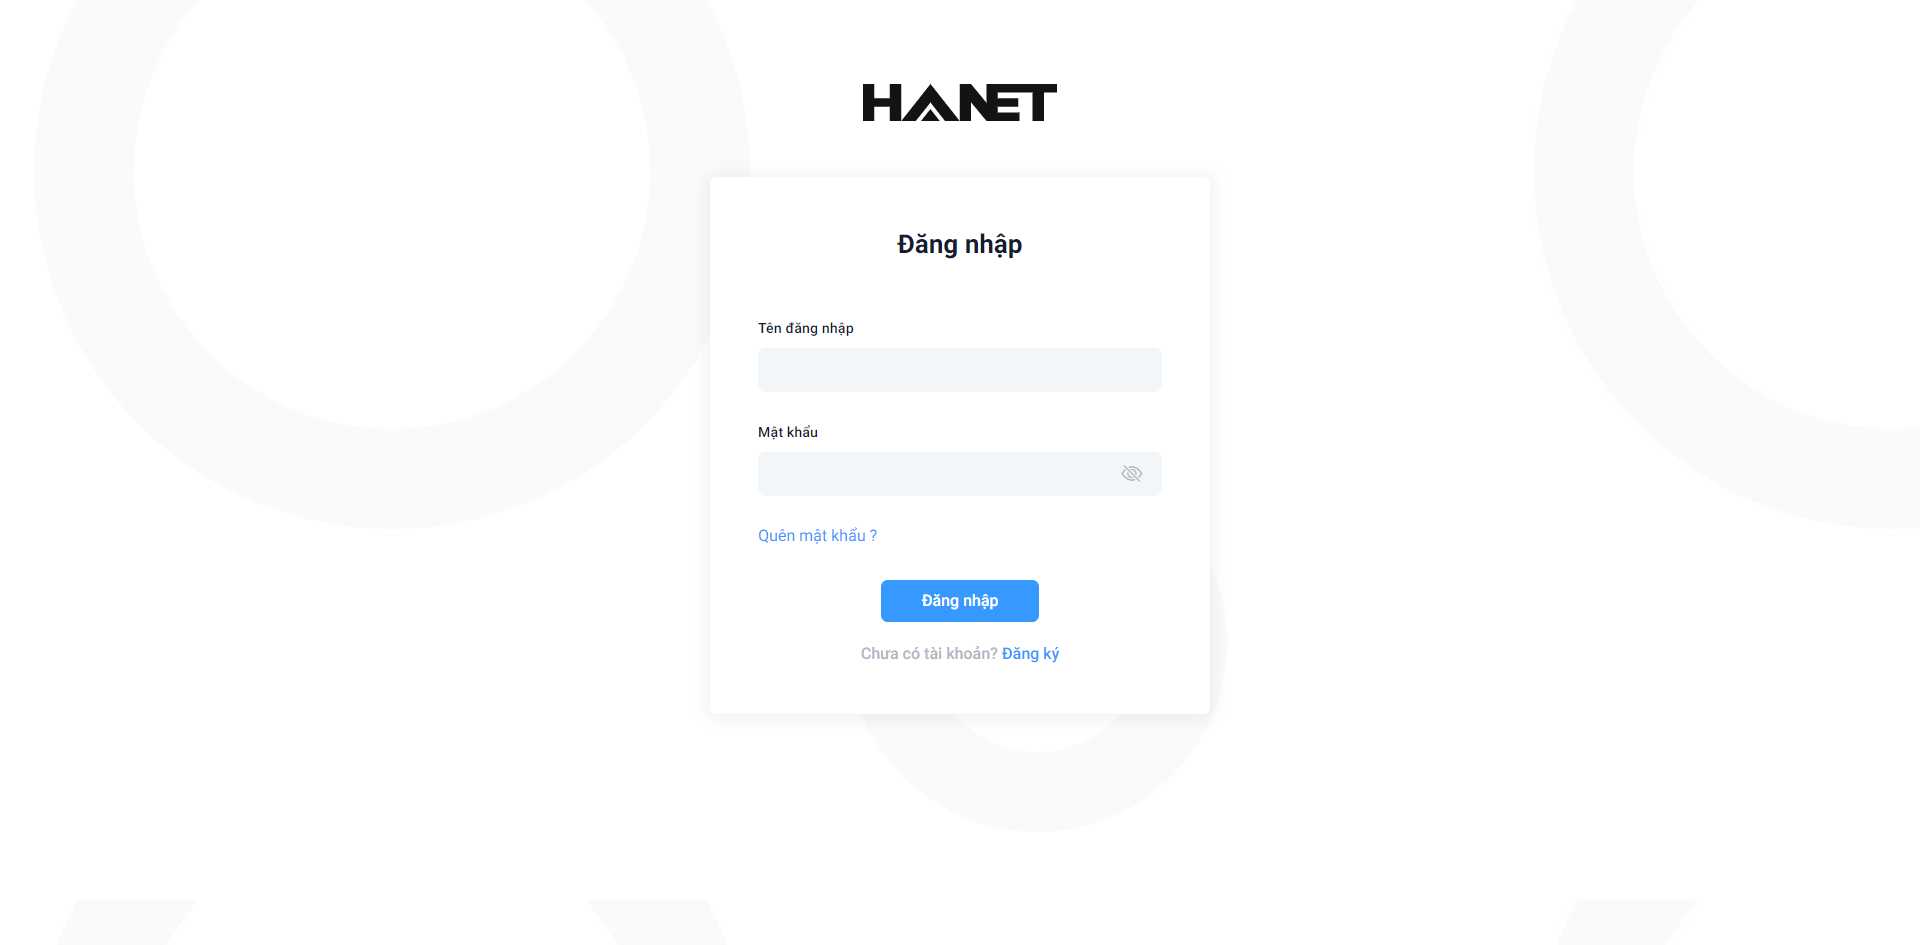 HANET
Đăng nhập
Tên đăng nhập
Mật khẩu
Quên mật khẩu ?
Đăng nhập
Chưa có tài khoản? Đăng ký